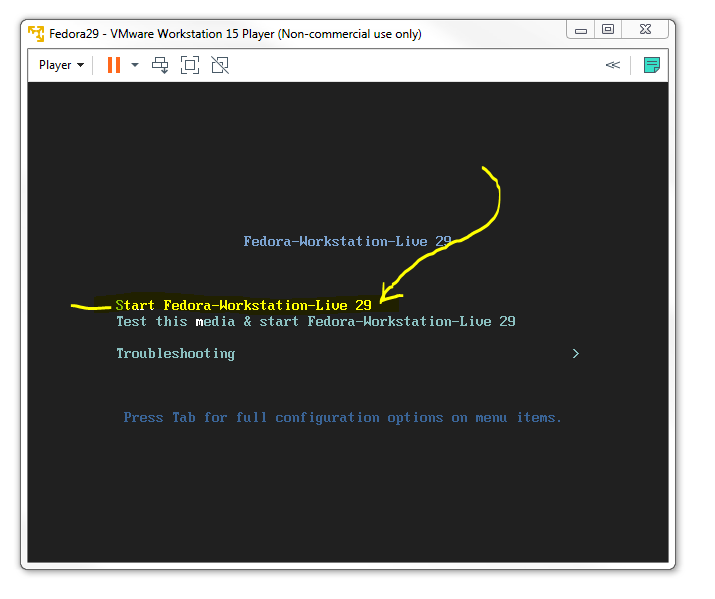 Fedora29 - VMware Workstation 15 Player (Non-commercial use only)
Player
Fedora-Workstation-Live 29
Start Fedora-Workstation-Live 29
Test this media & start Fedora-Workstation-Live 29
Troubleshooting >
Press Tab for full configuration options on menu items.